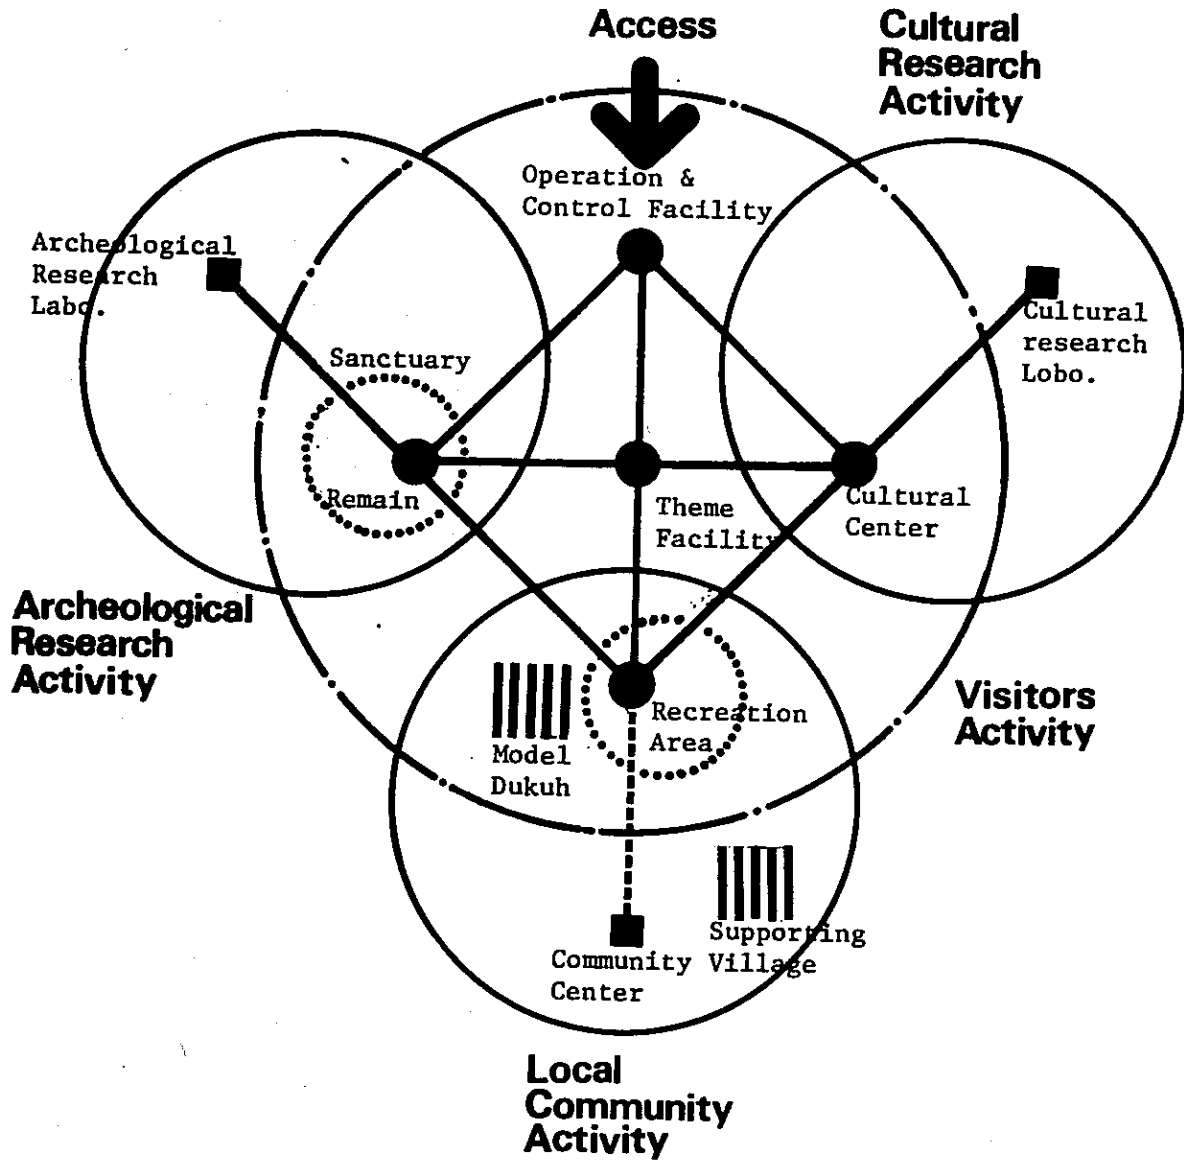 Access
Cultural
Research
Activity
Operation &
Control Facility
Archeological
Research
Labo.
Cultural
research
Lobo.
Sanctuary
Remain
Theme
Facility
Cultural
Center
Archeological
Research
Activity
Visitors
Activity
Recreation
Area
Model
Dukuh
Supporting
Village
Community
Center
Local
Community
Activity